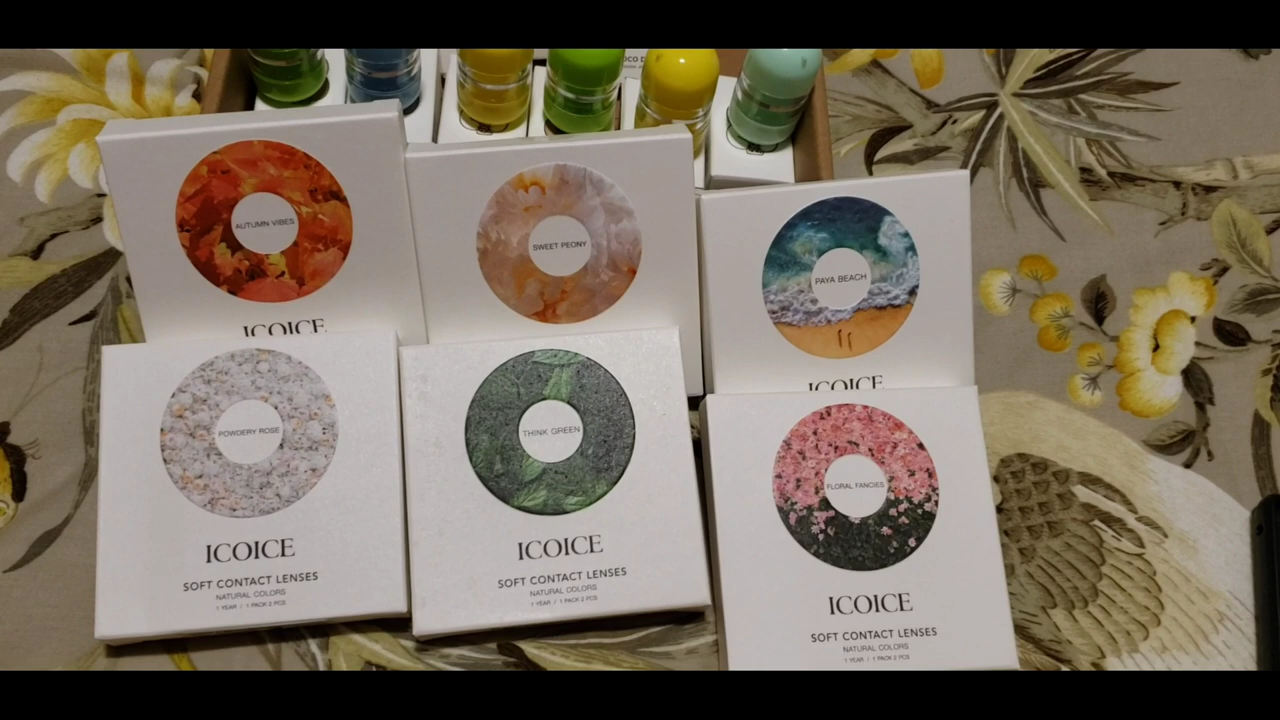 AUTUMN VIBES
ICOICE
SWEET PEONY
PAYA BEACH
ICOICE
POWDERY ROSE
ICOICE
SOFT CONTACT LENSES
NATURAL COLORS
1 YEAR / 1 PACK 2 PCS
THINK GREEN
ICOICE
SOFT CONTACT LENSES
NATURAL COLORS
1 YEAR / 1 PACK 2 PCS
FLORAL FANCIES
ICOICE
SOFT CONTACT LENSES
NATURAL COLORS
1 YEAR / 1 PACK 2 PCS